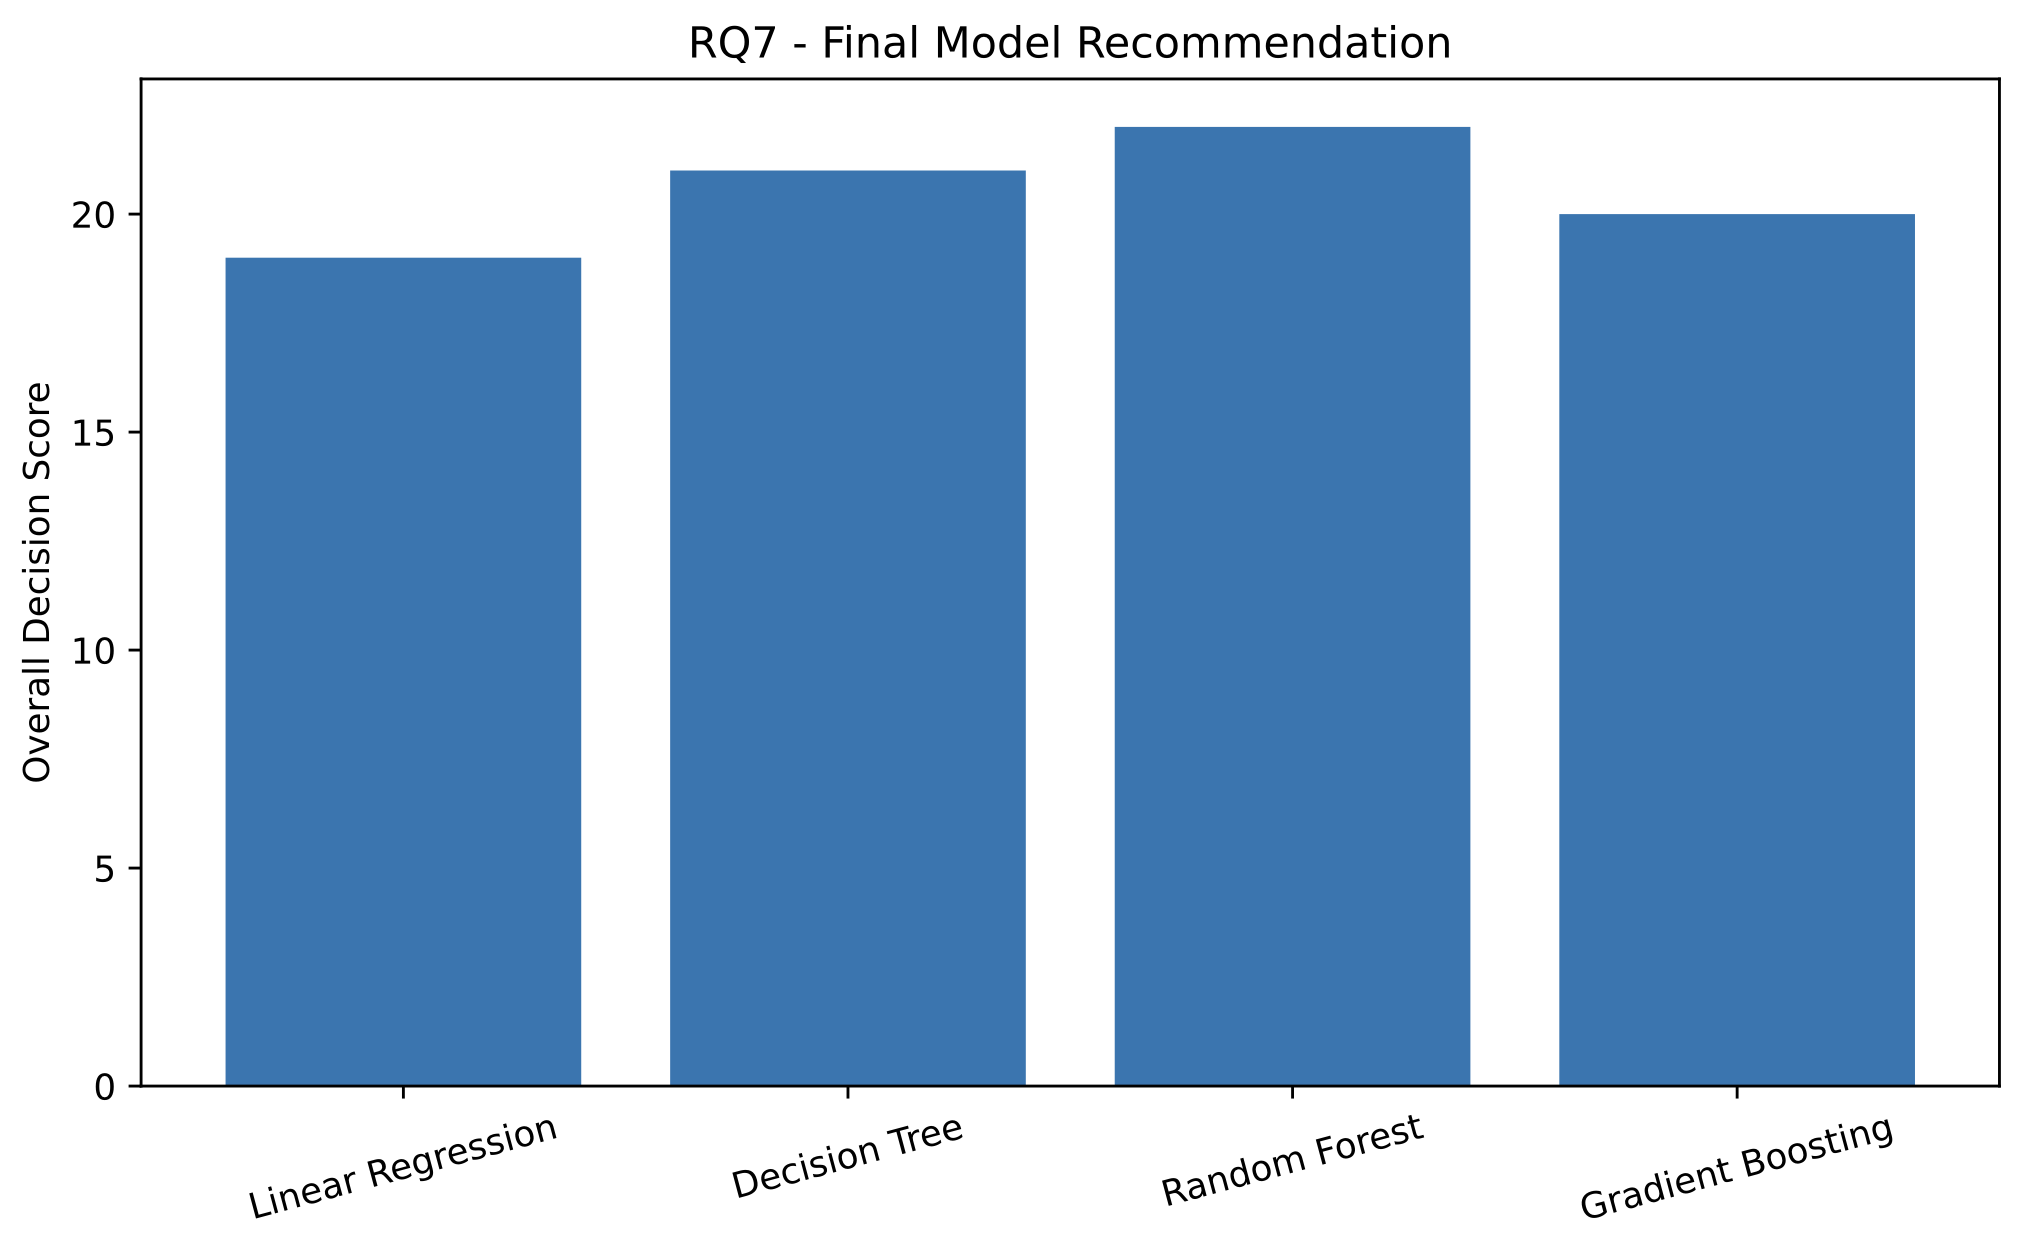 RQ7 - Final Model Recommendation
Overall Decision Score
20
15
10
5
0
Linear Regression
Decision Tree
Random Forest
Gradient Boosting